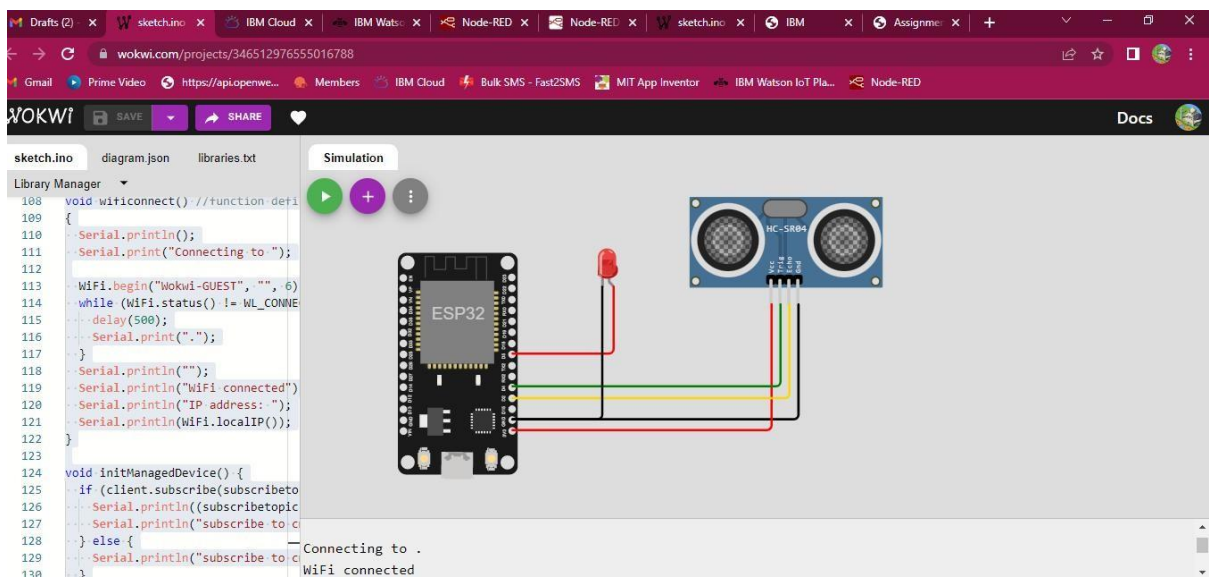 Drafts (2)
sketch.ino
IBM Cloud
IBM Watso
Node-RED
Node-RED
sketch.ino
IBM
Assignmer
wokwi.com/projects/346512976555016788
Gmail
Prime Video
https://api.openwe...
Members
IBM Cloud
Bulk SMS - Fast2SMS
MIT App Inventor
IBM Watson IoT Pla...
Node-RED
WOKWI
SAVE
SHARE
Docs
sketch.ino
diagram.json
libraries.txt
Simulation
Library Manager
108 void wificonnect() //function defi
109 {
110 Serial.println();
111 Serial.print("Connecting to ");
112
113 WiFi.begin("Wokwi-GUEST", "", 6)
114 while (WiFi.status() != WL_CONNE
115 delay(500);
116 Serial.print(".");
117 }
118 Serial.println("");
119 Serial.println("WiFi connected")
120 Serial.println("IP address: ");
121 Serial.println(WiFi.localIP());
122 }
123
124 void initManagedDevice() {
125 if (client.subscribe(subscribeto
126 Serial.println((subscribetopic
127 Serial.println("subscribe to c
128 } else {
129 Serial.println("subscribe to c
130 }
ESP32
HC-SR04
Vcc
Trig
Echo
Gnd
Connecting to .
WiFi connected